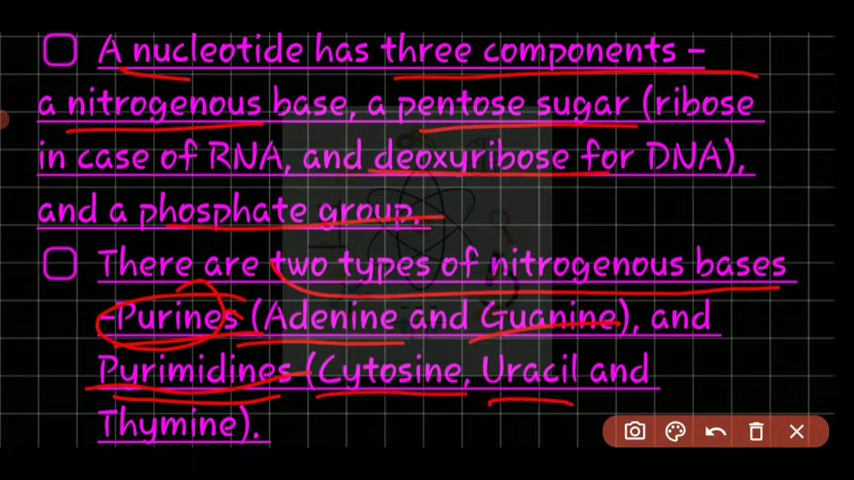 A nucleotide has three components –
a nitrogenous base, a pentose sugar (ribose
in case of RNA, and deoxyribose for DNA),
and a phosphate group.
There are two types of nitrogenous bases
–Purines (Adenine and Guanine), and
Pyrimidines (Cytosine, Uracil and
Thymine).